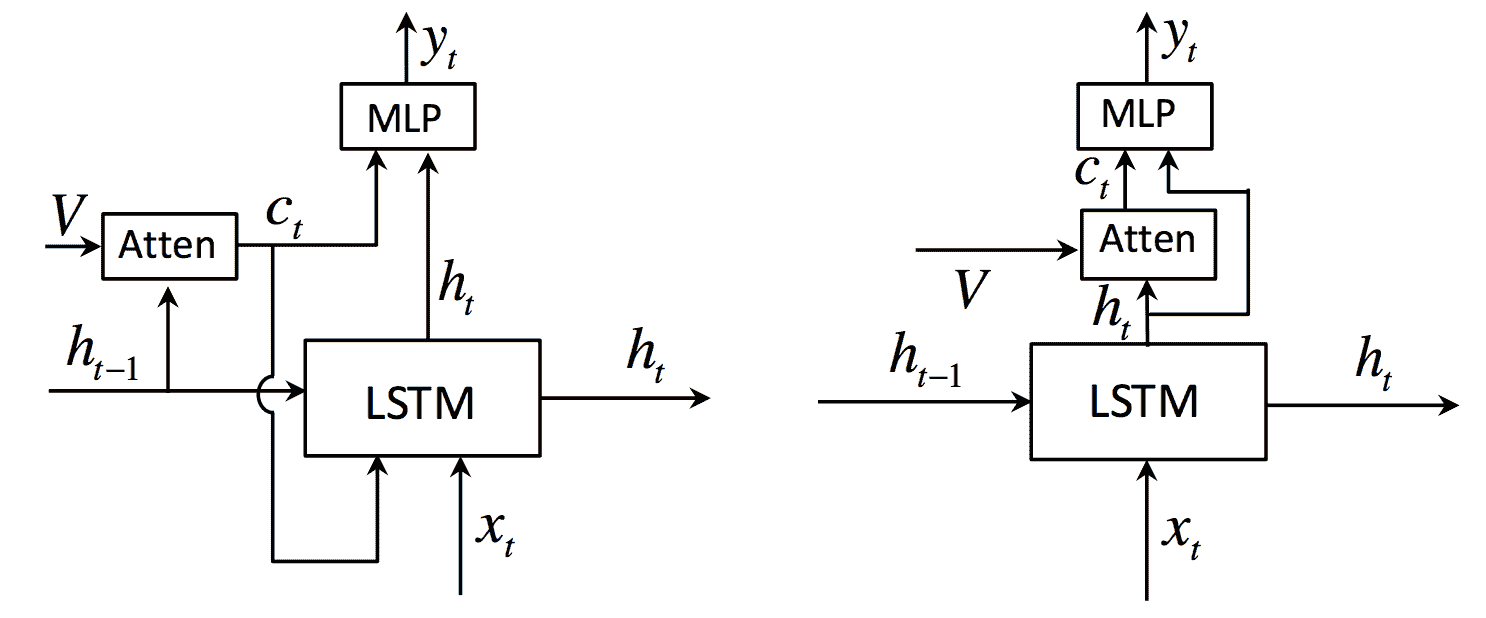 y_t
MLP
V
c_t
Atten
h_t
h_{t-1}
h_t
LSTM
x_t
y_t
MLP
c_t
Atten
V
h_t
h_{t-1}
h_t
LSTM
x_t